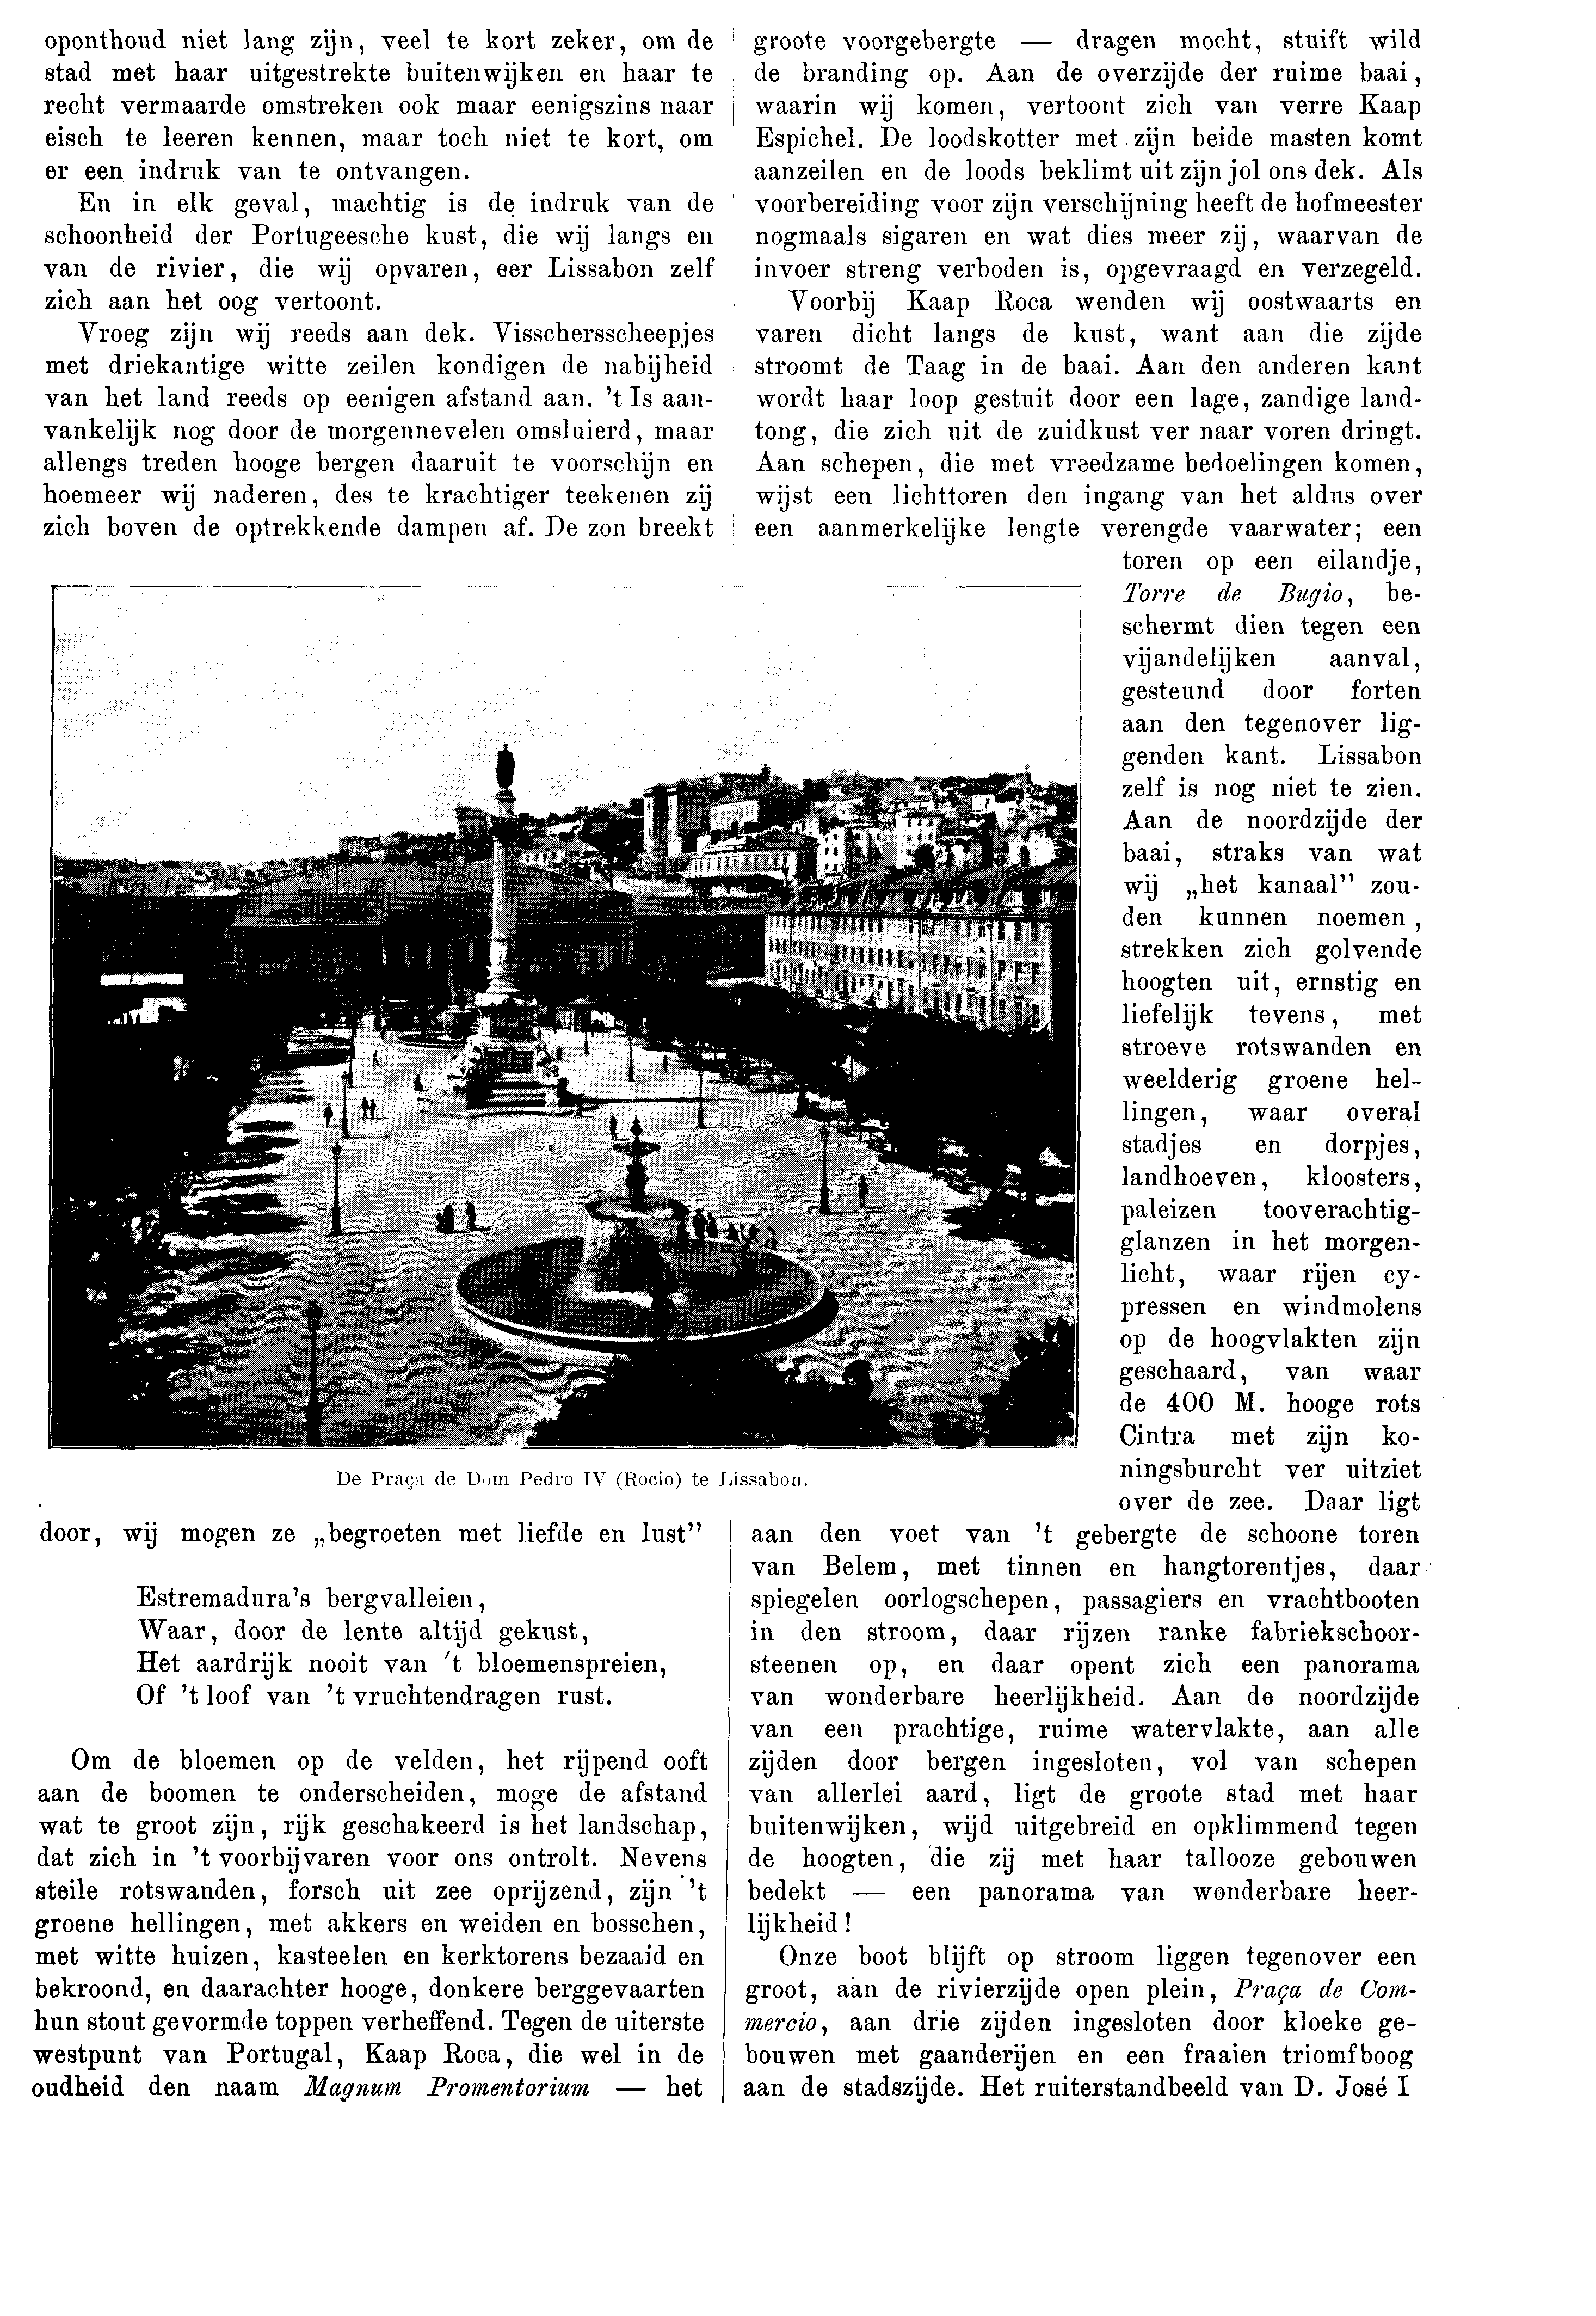 oponthoud niet lang zijn, veel te kort zeker, om de
stad met haar uitgestrekte buitenwijken en haar te
recht vermaarde omstreken ook maar eenigszins naar
eisch te leeren kennen, maar toch niet te kort, om
er een indruk van te ontvangen.
En in elk geval, machtig is de indruk van de
schoonheid der Portugeesche kust, die wij langs en
van de rivier, die wij opvaren, eer Lissabon zelf
zich aan het oog vertoont.
Vroeg zijn wij reeds aan dek. Visschersscheepjes
met driekantige witte zeilen kondigen de nabijheid
van het land reeds op eenigen afstand aan. 't Is aan-
vankelijk nog door de morgennevelen omsluierd, maar
allengs treden hooge bergen daaruit te voorschijn en
hoemeer wij naderen, des te krachtiger teekenen zij
zich boven de optrekkende dampen af. De zon breekt
De Praça de Dom Pedro IV (Rocio) te Lissabon.
door, wij mogen ze „begroeten met liefde en lust”
Estremadura's bergvalleien,
Waar, door de lente altijd gekust,
Het aardrijk nooit van 't bloemenspreien,
Of 't loof van 't vruchtendragen rust.
Om de bloemen op de velden, het rijpend ooft
aan de boomen te onderscheiden, moge de afstand
wat te groot zijn, rijk geschakeerd is het landschap,
dat zich in 't voorbijvaren voor ons ontrolt. Nevens
steile rotswanden, forsch uit zee oprijzend, zijn 't
groene hellingen, met akkers en weiden en bosschen,
met witte huizen, kasteelen en kerktorens bezaaid en
bekroond, en daarachter hooge, donkere berggevaarten
hun stout gevormde toppen verheffend. Tegen de uiterste
westpunt van Portugal, Kaap Roca, die wel in de
oudheid den naam Magnum Promentorium — het
groote voorgebergte — dragen mocht, stuift wild
de branding op. Aan de overzijde der ruime baai,
waarin wij komen, vertoont zich van verre Kaap
Espichel. De loodskotter met zijn beide masten komt
aanzeilen en de loods beklimt uit zijn jol ons dek. Als
voorbereiding voor zijn verschijning heeft de hofmeester
nogmaals sigaren en wat dies meer zij, waarvan de
invoer streng verboden is, opgevraagd en verzegeld.
Voorbij Kaap Roca wenden wij oostwaarts en
varen dicht langs de kust, want aan die zijde
stroomt de Taag in de baai. Aan den anderen kant
wordt haar loop gestuit door een lage, zandige land-
tong, die zich uit de zuidkust ver naar voren dringt.
Aan schepen, die met vreedzame bedoelingen komen,
wijst een lichttoren den ingang van het aldus over
een aanmerkelijke lengte verengde vaarwater; een
toren op een eilandje,
Torre de Bugio, be-
schermt dien tegen een
vijandelijken aanval,
gesteund door forten
aan den tegenover lig-
genden kant. Lissabon
zelf is nog niet te zien.
Aan de noordzijde der
baai, straks van wat
wij „het kanaal” zou-
den kunnen noemen,
strekken zich golvende
hoogten uit, ernstig en
liefelijk tevens, met
stroeve rotswanden en
weelderig groene hel-
lingen, waar overal
stadjes en dorpjes,
landhoeven, kloosters,
paleizen tooverachtig-
glanzen in het morgen-
licht, waar rijen cy-
pressen en windmolens
op de hoogvlakten zijn
geschaard, van waar
de 400 M. hooge rots
Cintra met zijn ko-
ningsburcht ver uitziet
over de zee. Daar ligt
aan den voet van 't gebergte de schoone toren
van Belem, met tinnen en hangtorentjes, daar
spiegelen oorlogschepen, passagiers en vrachtbooten
in den stroom, daar rijzen ranke fabriekschoor-
steenen op, en daar opent zich een panorama
van wonderbare heerlijkheid. Aan de noordzijde
van een prachtige, ruime watervlakte, aan alle
zijden door bergen ingesloten, vol van schepen
van allerlei aard, ligt de groote stad met haar
buitenwijken, wijd uitgebreid en opklimmend tegen
de hoogten, die zij met haar tallooze gebouwen
bedekt — een panorama van wonderbare heer-
lijkheid!
Onze boot blijft op stroom liggen tegenover een
groot, aan de rivierzijde open plein, Praça de Com-
mercio, aan drie zijden ingesloten door kloeke ge-
bouwen met gaanderijen en een fraaien triomfboog
aan de stadszijde. Het ruiterstandbeeld van D. José I